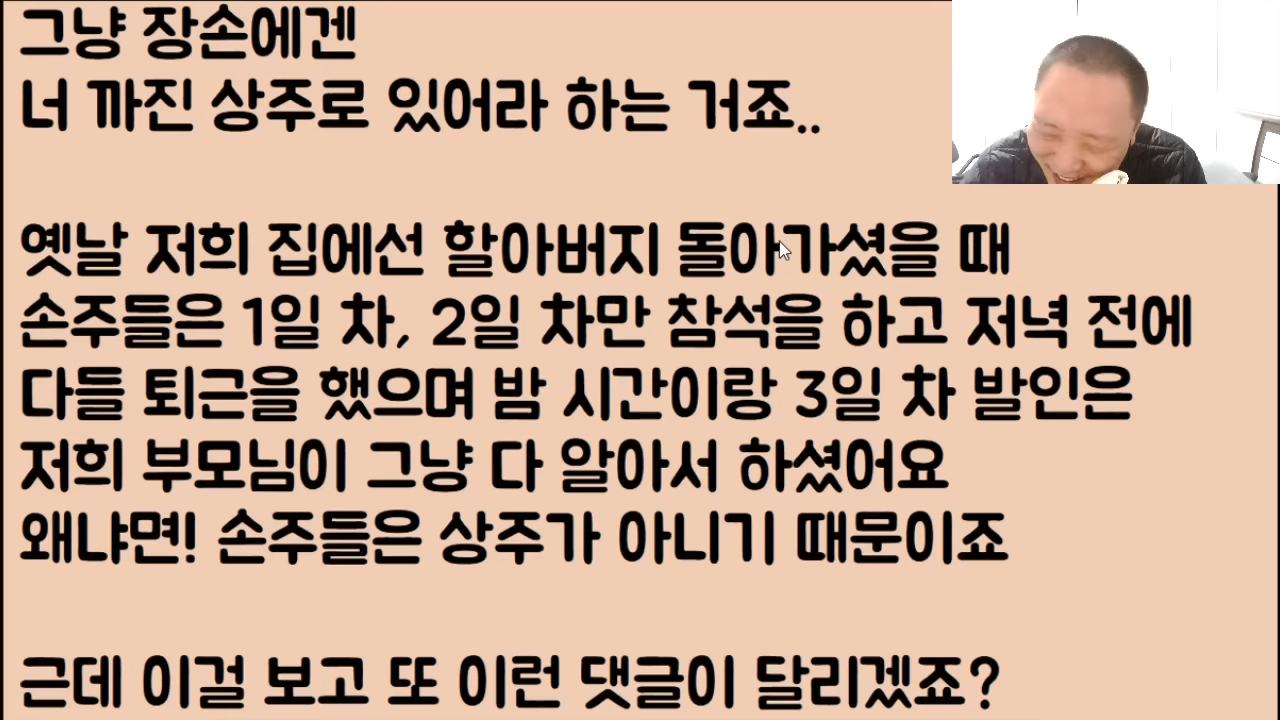 그냥 장손에겐
너 까진 상주로 있어라 하는 거죠..
옛날 저희 집에선 할아버지 돌아가셨을 때
손주들은 1일 차, 2일 차만 참석을 하고 저녁 전에
다들 퇴근을 했으며 밤 시간이랑 3일 차 발인은
저희 부모님이 그냥 다 알아서 하셨어요
왜냐면! 손주들은 상주가 아니기 때문이죠
근데 이걸 보고 또 이런 댓글이 달리겠죠?